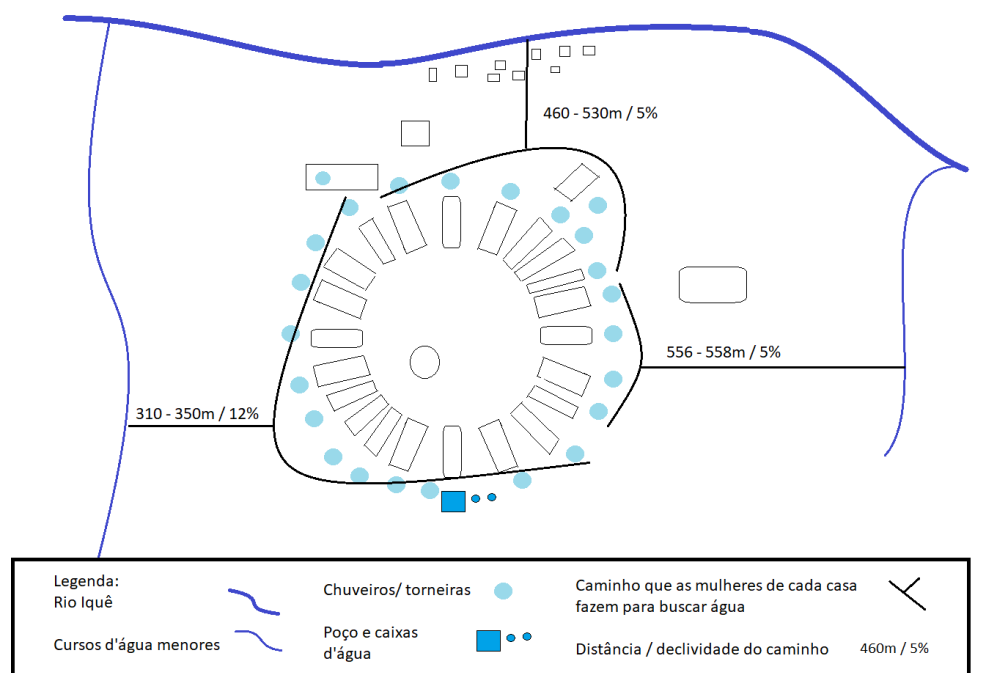 460 - 530m / 5%
556 - 558m / 5%
310 - 350m / 12%
Legenda:
Rio Iquê
Cursos d'água menores
Chuveiros/ torneiras
Poço e caixas
d'água
Caminho que as mulheres de cada casa
fazem para buscar água
Distância / declividade do caminho
460m / 5%